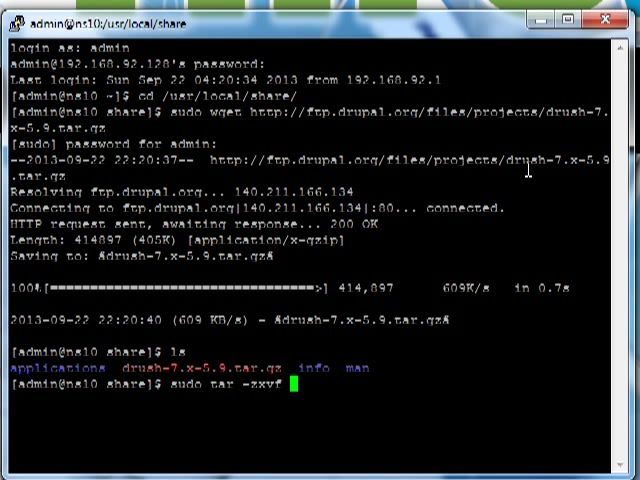 admin@ns10:/usr/local/share
login as: admin
admin@192.168.92.128's password:
Last login: Sun Sep 22 04:20:34 2013 from 192.168.92.1
[admin@ns10 ~]$ cd /usr/local/share/
[admin@ns10 share]$ sudo wget http://ftp.drupal.org/files/projects/drush-7.
x-5.9.tar.gz
[sudo] password for admin:
--2013-09-22 22:20:37--  http://ftp.drupal.org/files/projects/drush-7.x-5.9
.tar.gz
Resolving ftp.drupal.org... 140.211.166.134
Connecting to ftp.drupal.org|140.211.166.134|:80... connected.
HTTP request sent, awaiting response... 200 OK
Length: 414897 (405K) [application/x-gzip]
Saving to: âdrush-7.x-5.9.tar.gzâ
100%[=================================>] 414,897      609K/s   in 0.7s
2013-09-22 22:20:40 (609 KB/s) - âdrush-7.x-5.9.tar.gzâ
[admin@ns10 share]$ ls
applications  drush-7.x-5.9.tar.gz  info  man
[admin@ns10 share]$ sudo tar -zxvf